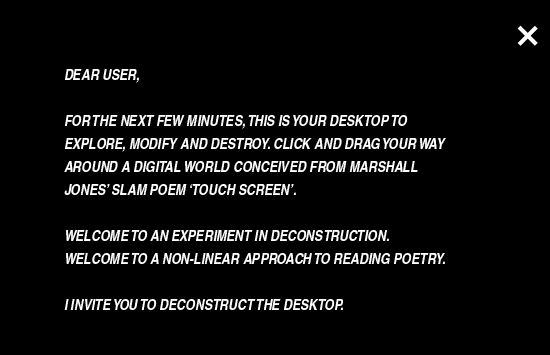 DEAR USER,
FOR THE NEXT FEW MINUTES, THIS IS YOUR DESKTOP TO
EXPLORE, MODIFY AND DESTROY. CLICK AND DRAG YOUR WAY
AROUND A DIGITAL WORLD CONCEIVED FROM MARSHALL
JONES’ SLAM POEM ‘TOUCH SCREEN’.
WELCOME TO AN EXPERIMENT IN DECONSTRUCTION.
WELCOME TO A NON-LINEAR APPROACH TO READING POETRY.
I INVITE YOU TO DECONSTRUCT THE DESKTOP.